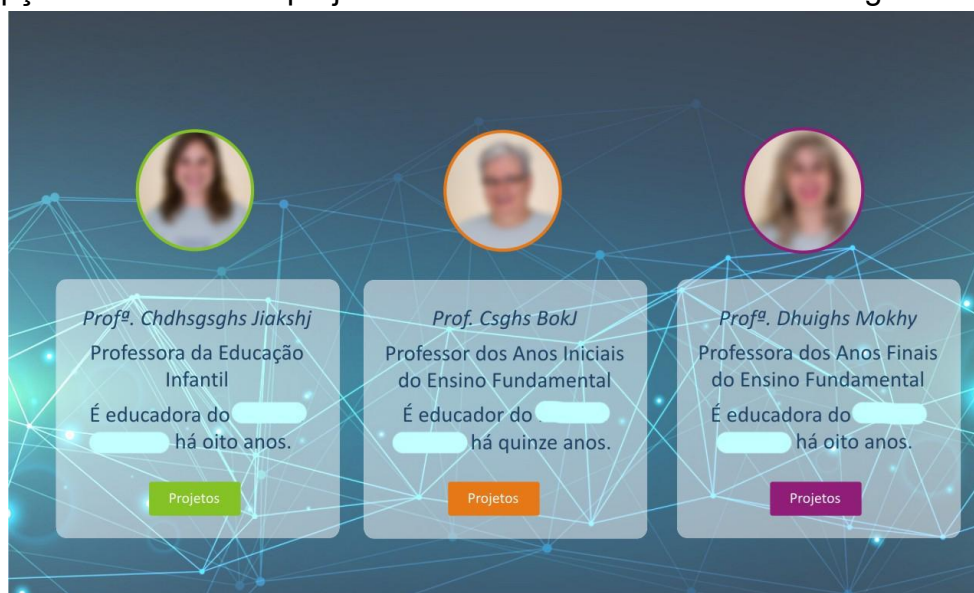 Profª. Chdhsgsghs Jiakshj
Professora da Educação
Infantil
É educadora do
há oito anos.
Projetos
Prof. Csghs BokJ
Professor dos Anos Iniciais
do Ensino Fundamental
É educador do
há quinze anos.
Projetos
Profª. Dhuighs Mokhy
Professora dos Anos Finais
do Ensino Fundamental
É educadora do
há oito anos.
Projetos